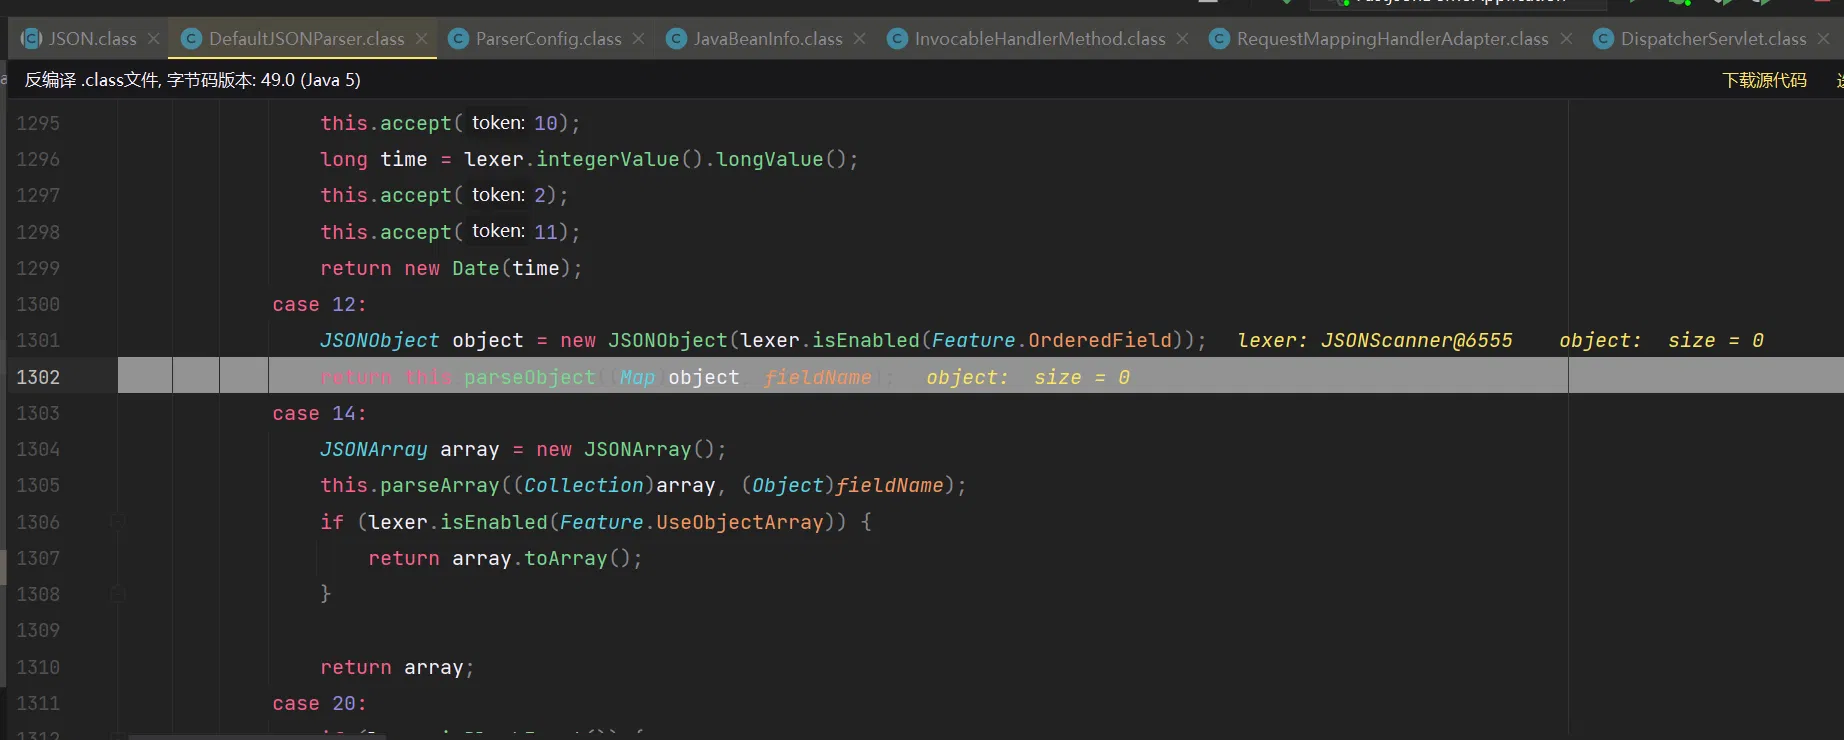 JSON.class DefaultJSONParser.class ParserConfig.class JavaBeanInfo.class InvocableHandlerMethod.class RequestMappingHandlerAdapter.class DispatcherServlet.class
反编译 .class文件, 字节码版本: 49.0 (Java 5) 下载源代码
1295 this.accept( token: 10);
1296 long time = lexer.integerValue().longValue();
1297 this.accept( token: 2);
1298 this.accept( token: 11);
1299 return new Date(time);
1300 case 12:
1301 JSONObject object = new JSONObject(lexer.isEnabled(Feature.OrderedField)); lexer: JSONScanner@6555 object: size = 0
1302 return this.parseObject((Map)object, fieldName); object: size = 0
1303 case 14:
1304 JSONArray array = new JSONArray();
1305 this.parseArray((Collection)array, (Object)fieldName);
1306 if (lexer.isEnabled(Feature.UseObjectArray)) {
1307 return array.toArray();
1308 }
1309
1310 return array;
1311 case 20:
1312